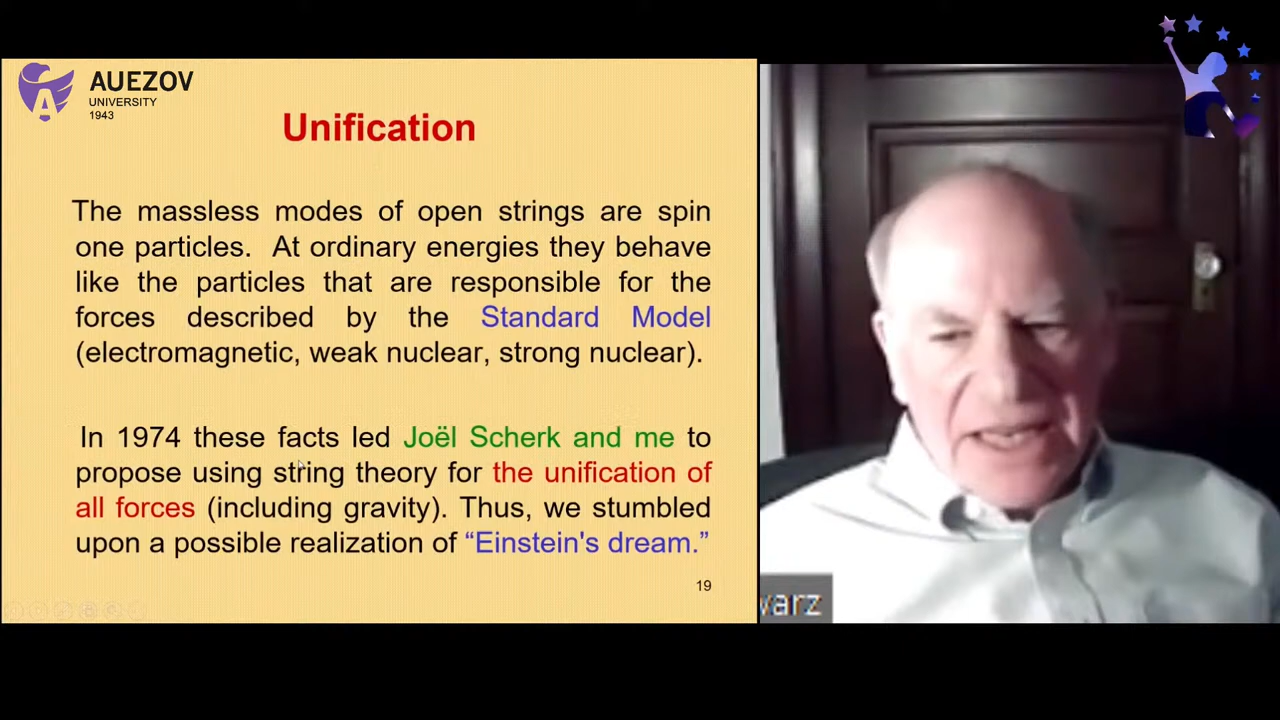 AUEZOV
UNIVERSITY
1943
Unification
The massless modes of open strings are spin
one particles. At ordinary energies they behave
like the particles that are responsible for the
forces described by the Standard Model
(electromagnetic, weak nuclear, strong nuclear).
In 1974 these facts led Joël Scherk and me to
propose using string theory for the unification of
all forces (including gravity). Thus, we stumbled
upon a possible realization of “Einstein's dream.”
19
warz